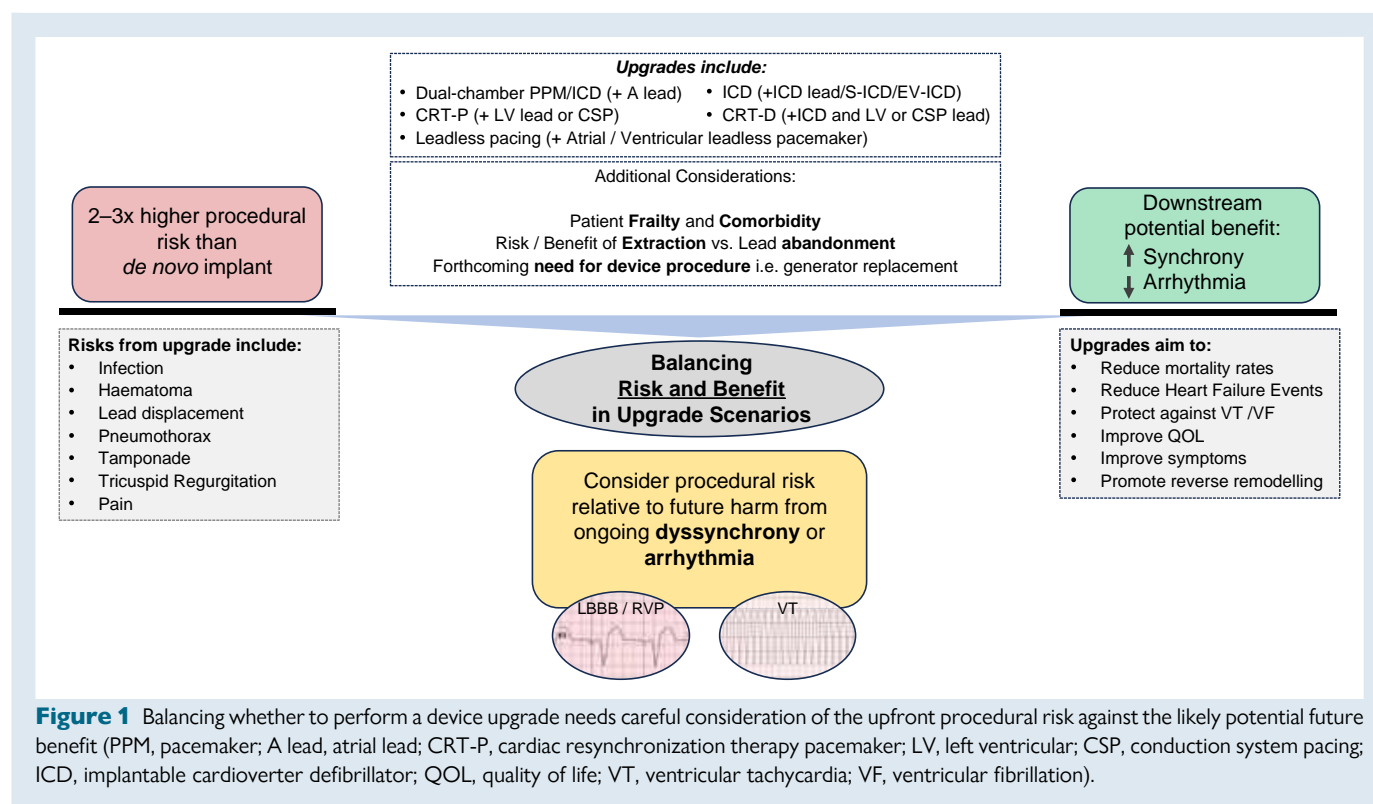 Upgrades include:
• Dual-chamber PPM/ICD (+ A lead)
• ICD (+ICD lead/S-ICD/EV-ICD)
• CRT-P (+ LV lead or CSP)
• CRT-D (+ICD and LV or CSP lead)
• Leadless pacing (+ Atrial / Ventricular leadless pacemaker)
Additional Considerations:
Patient Frailty and Comorbidity
Risk / Benefit of Extraction vs. Lead abandonment
Forthcoming need for device procedure i.e. generator replacement
2–3x higher procedural
risk than
de novo implant
Downstream
potential benefit:
↑ Synchrony
↓ Arrhythmia
Risks from upgrade include:
• Infection
• Haematoma
• Lead displacement
• Pneumothorax
• Tamponade
• Tricuspid Regurgitation
• Pain
Balancing
Risk and Benefit
in Upgrade Scenarios
Upgrades aim to:
• Reduce mortality rates
• Reduce Heart Failure Events
• Protect against VT /VF
• Improve QOL
• Improve symptoms
• Promote reverse remodelling
Consider procedural risk
relative to future harm from
ongoing dyssynchrony or
arrhythmia
LBBB / RVP
VT
Figure 1 Balancing whether to perform a device upgrade needs careful consideration of the upfront procedural risk against the likely potential future
benefit (PPM, pacemaker; A lead, atrial lead; CRT-P, cardiac resynchronization therapy pacemaker; LV, left ventricular; CSP, conduction system pacing;
ICD, implantable cardioverter defibrillator; QOL, quality of life; VT, ventricular tachycardia; VF, ventricular fibrillation).